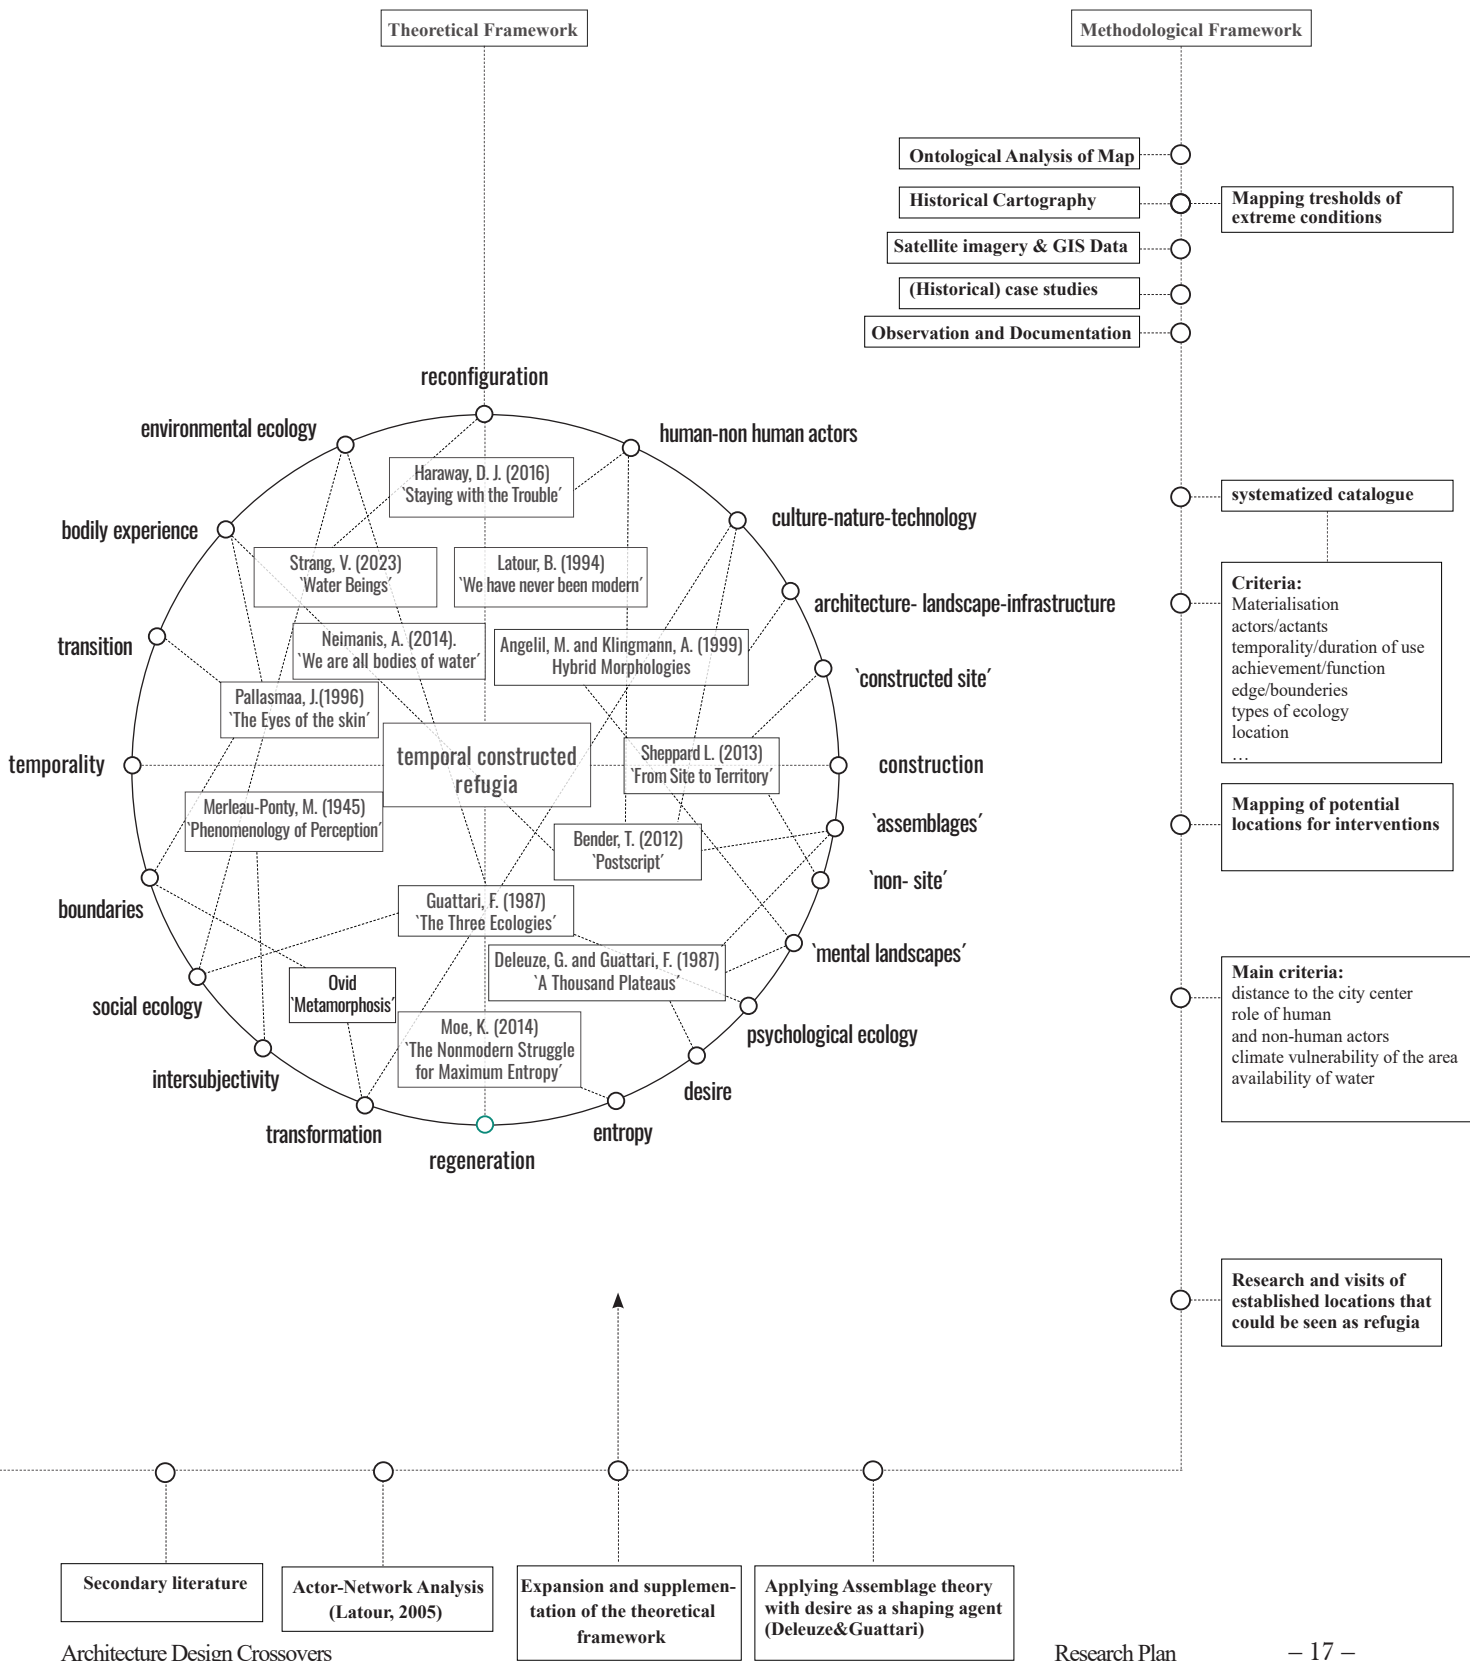 Theoretical Framework
Methodological Framework
Ontological Analysis of Map
Historical Cartography
Mapping tresholds of
extreme conditions
Satellite imagery & GIS Data
(Historical) case studies
Observation and Documentation
reconfiguration
environmental ecology
human-non human actors
Haraway, D. J. (2016)
`Staying with the Trouble´
systematized catalogue
bodily experience
culture-nature-technology
Strang, V. (2023)
`Water Beings´
Latour, B. (1994)
`We have never been modern´
Criteria:
Materialisation
actors/actants
temporality/duration of use
achievement/function
edge/bounderies
types of ecology
location
…
architecture- landscape-infrastructure
transition
Neimanis, A. (2014).
`We are all bodies of water´
Angelil, M. and Klingmann, A. (1999)
Hybrid Morphologies
`constructed site´
Pallasmaa, J.(1996)
`The Eyes of the skin´
temporality
temporal constructed
refugia
Sheppard L. (2013)
`From Site to Territory´
construction
Merleau-Ponty, M. (1945)
`Phenomenology of Perception´
Bender, T. (2012)
`Postscript´
`assemblages´
Mapping of potential
locations for interventions
`non- site´
boundaries
Guattari, F. (1987)
`The Three Ecologies´
`mental landscapes´
Deleuze, G. and Guattari, F. (1987)
`A Thousand Plateaus´
Main criteria:
distance to the city center
role of human
and non-human actors
climate vulnerability of the area
availability of water
social ecology
Ovid
`Metamorphosis´
psychological ecology
Moe, K. (2014)
`The Nonmodern Struggle
for Maximum Entropy´
intersubjectivity
desire
transformation
entropy
regeneration
Research and visits of
established locations that
could be seen as refugia
Secondary literature
Actor-Network Analysis
(Latour, 2005)
Expansion and supplemen-
tation of the theoretical
framework
Applying Assemblage theory
with desire as a shaping agent
(Deleuze&Guattari)
Architecture Design Crossovers
Research Plan
– 17 –